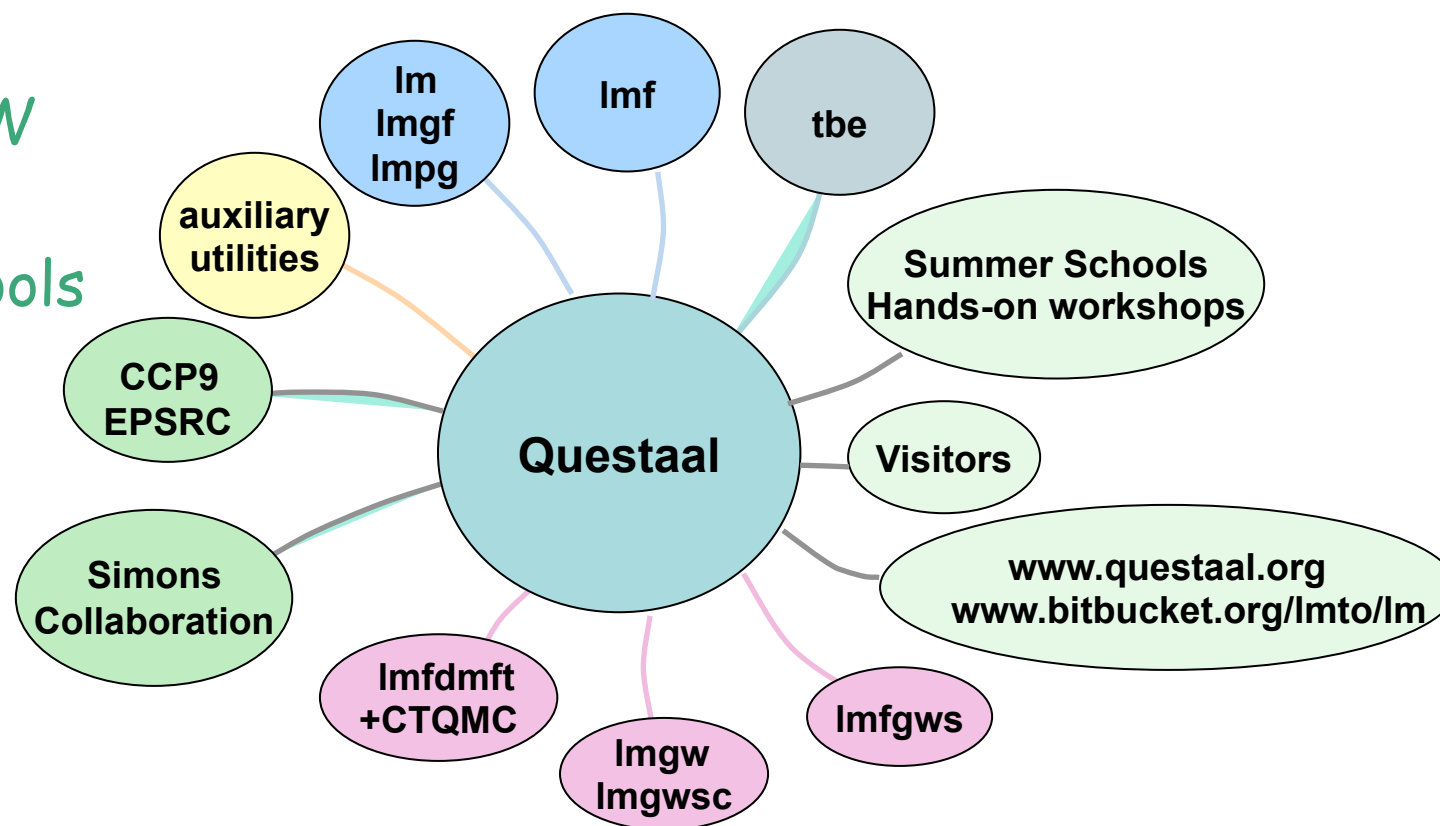 W
ools
lm
lmgf
lmpg
lmf
tbe
auxiliary
utilities
Summer Schools
Hands-on workshops
CCP9
EPSRC
Questaal
Visitors
Simons
Collaboration
www.questaal.org
www.bitbucket.org/lmto/lm
lmfdmft
+CTQMC
lmgw
lmgwsc
lmfgws